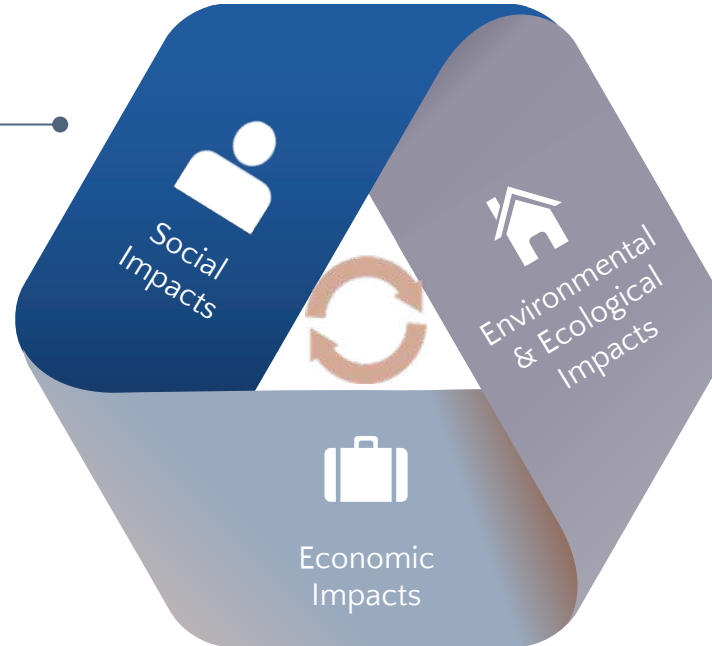 Social
Impacts
Environmental
& Ecological
Impacts
Economic
Impacts